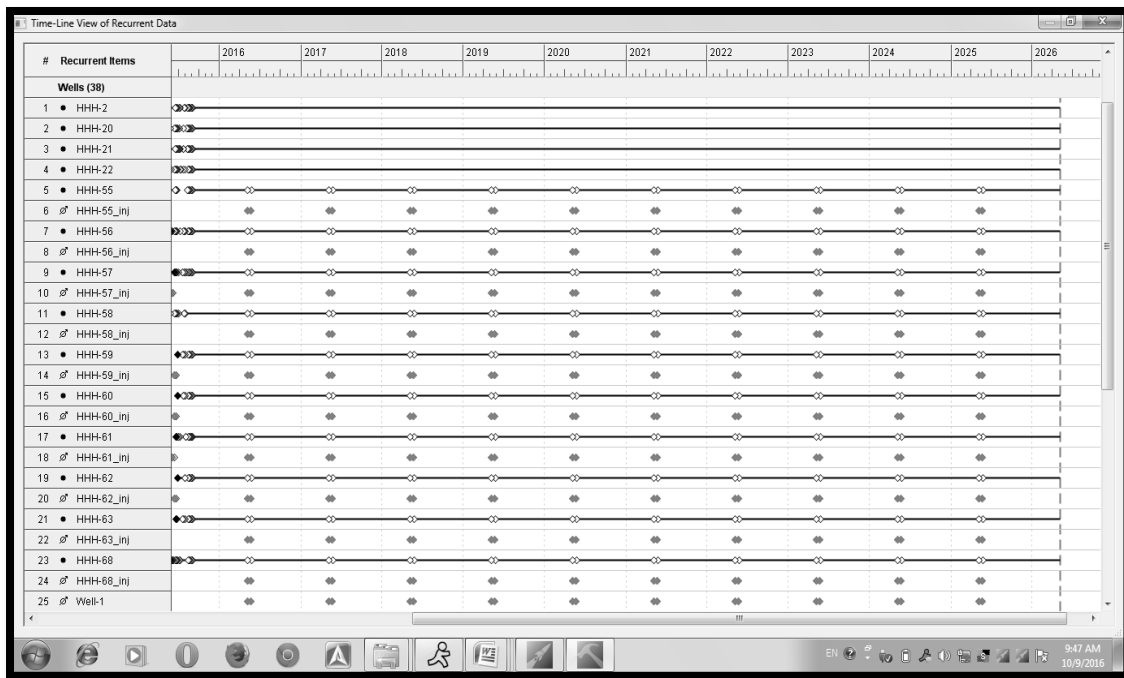 Time-Line View of Recurrent Data
# Recurrent Items 2016 2017 2018 2019 2020 2021 2022 2023 2024 2025 2026
Wells (38)
1 HHH-2
2 HHH-20
3 HHH-21
4 HHH-22
5 HHH-55
6 HHH-55_inj
7 HHH-56
8 HHH-56_inj
9 HHH-57
10 HHH-57_inj
11 HHH-58
12 HHH-58_inj
13 HHH-59
14 HHH-59_inj
15 HHH-60
16 HHH-60_inj
17 HHH-61
18 HHH-61_inj
19 HHH-62
20 HHH-62_inj
21 HHH-63
22 HHH-63_inj
23 HHH-68
24 HHH-68_inj
25 Well-1
EN 9:47 AM
10/9/2016